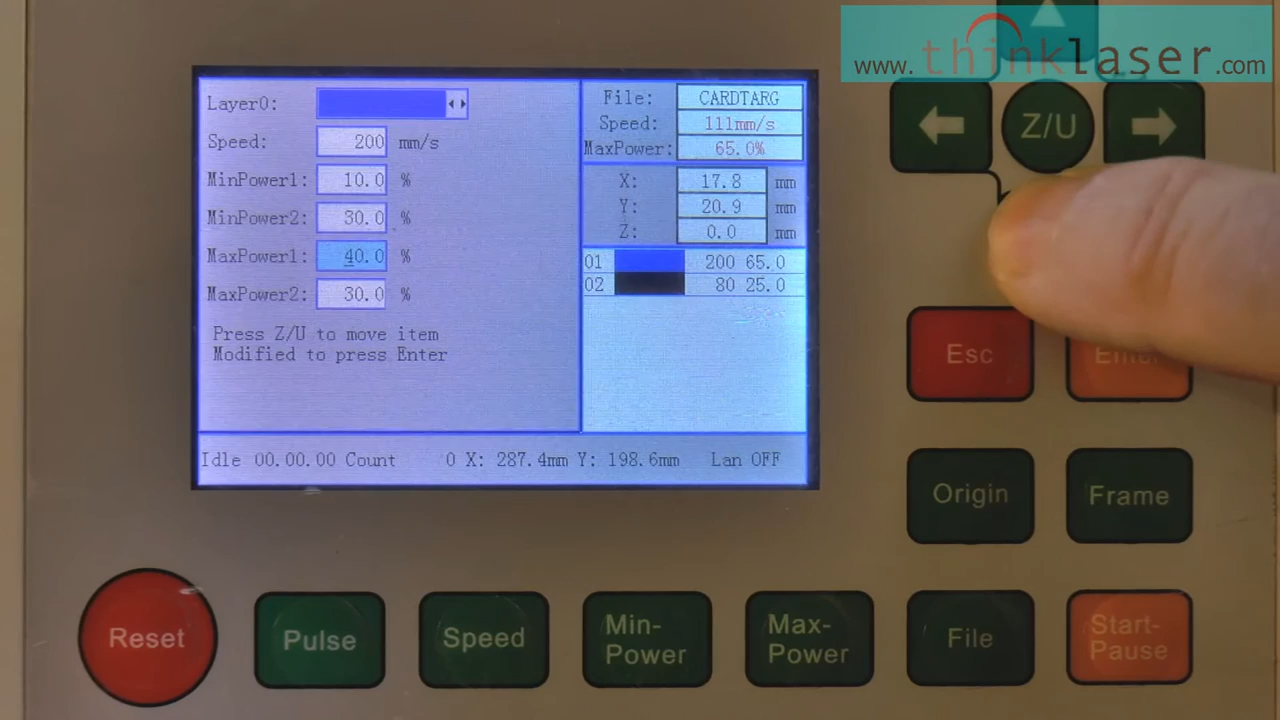 www.thinklaser.com
Layer0:
Speed: 200 mm/s
MinPower1: 10.0 %
MinPower2: 30.0 %
MaxPower1: 40.0 %
MaxPower2: 30.0 %
Press Z/U to move item
Modified to press Enter
File: CARDTARG
Speed: 111mm/s
MaxPower: 65.0%
X: 17.8 mm
Y: 20.9 mm
Z: 0.0 mm
01 200 65.0
02 80 25.0
Idle 00.00.00 Count 0 X: 287.4mm Y: 198.6mm Lan OFF
Z/U
Esc
Enter
Origin
Frame
Reset
Pulse
Speed
Min-
Power
Max-
Power
File
Start-
Pause